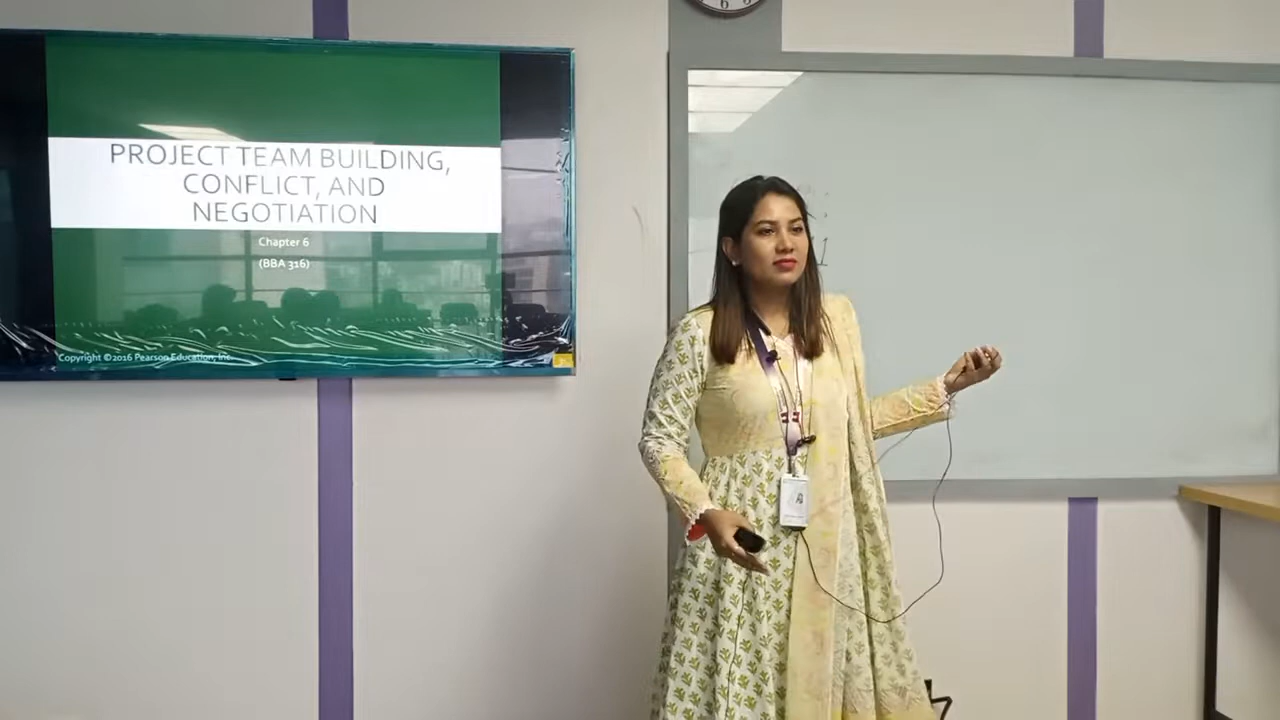 PROJECT TEAM BUILDING,
CONFLICT, AND
NEGOTIATION
Chapter 6
(BBA 316)
Copyright ©2016 Pearson Education, Inc.